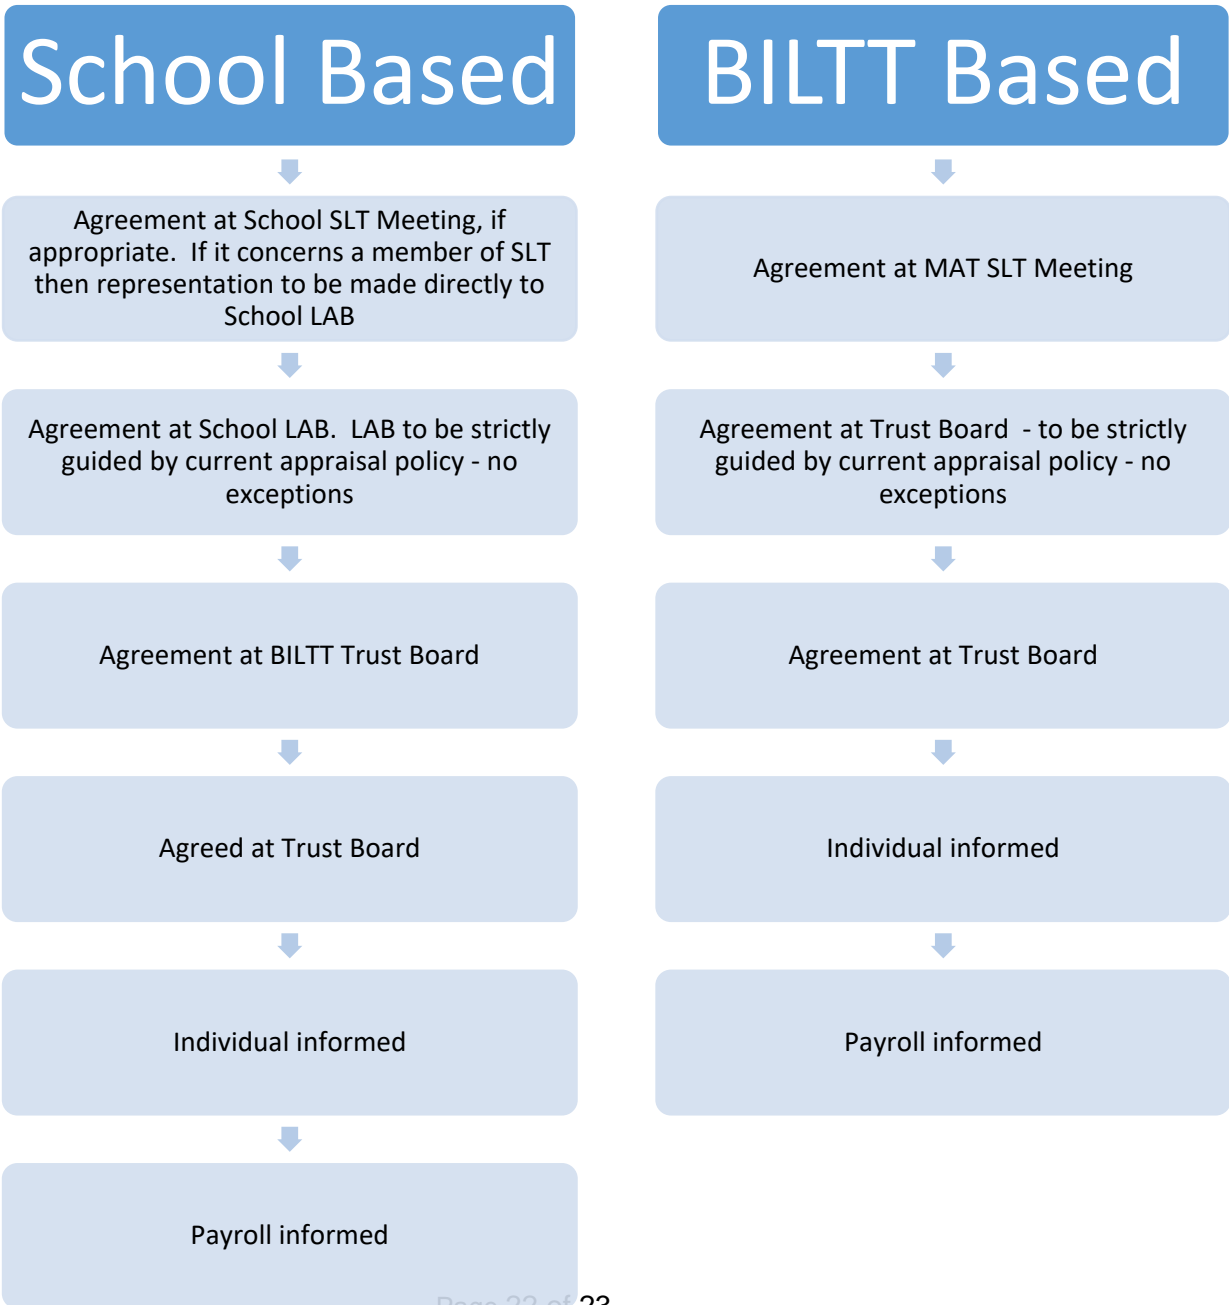 School Based
Agreement at School SLT Meeting, if
appropriate.  If it concerns a member of SLT
then representation to be made directly to
School LAB
Agreement at School LAB.  LAB to be strictly
guided by current appraisal policy - no
exceptions
Agreement at BILTT Trust Board
Agreed at Trust Board
Individual informed
Payroll informed
BILTT Based
Agreement at MAT SLT Meeting
Agreement at Trust Board  - to be strictly
guided by current appraisal policy - no
exceptions
Agreement at Trust Board
Individual informed
Payroll informed
Page 22 of 23